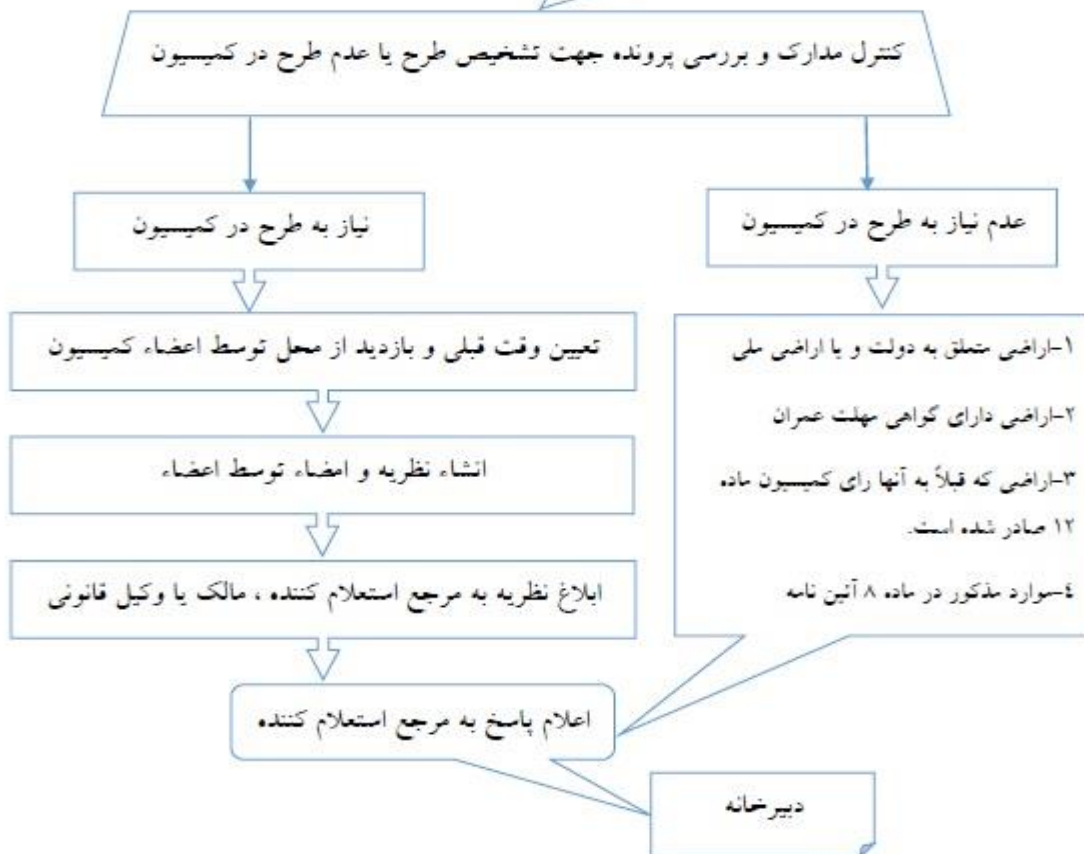 کنترل مدارک و بررسی پرونده جهت تشخیص طرح یا عدم طرح در کمیسیون
عدم نیاز به طرح در کمیسیون
۱-اراضی متعلق به دولت و یا اراضی ملی
۲-اراضی دارای گواهی مهلت عمران
۳-اراضی که قبلاً به آنها رای کمیسیون ماده
۱۲ صادر شده است.
٤-موارد مذکور در ماده ۸ آئین نامه
نیاز به طرح در کمیسیون
تعیین وقت قبلی و بازدید از محل توسط اعضاء کمیسیون
انشاء نظریه و امضاء توسط اعضاء
ابلاغ نظریه به مرجع استعلام کننده ، مالک یا وکیل قانونی
اعلام پاسخ به مرجع استعلام کننده
دبیرخانه